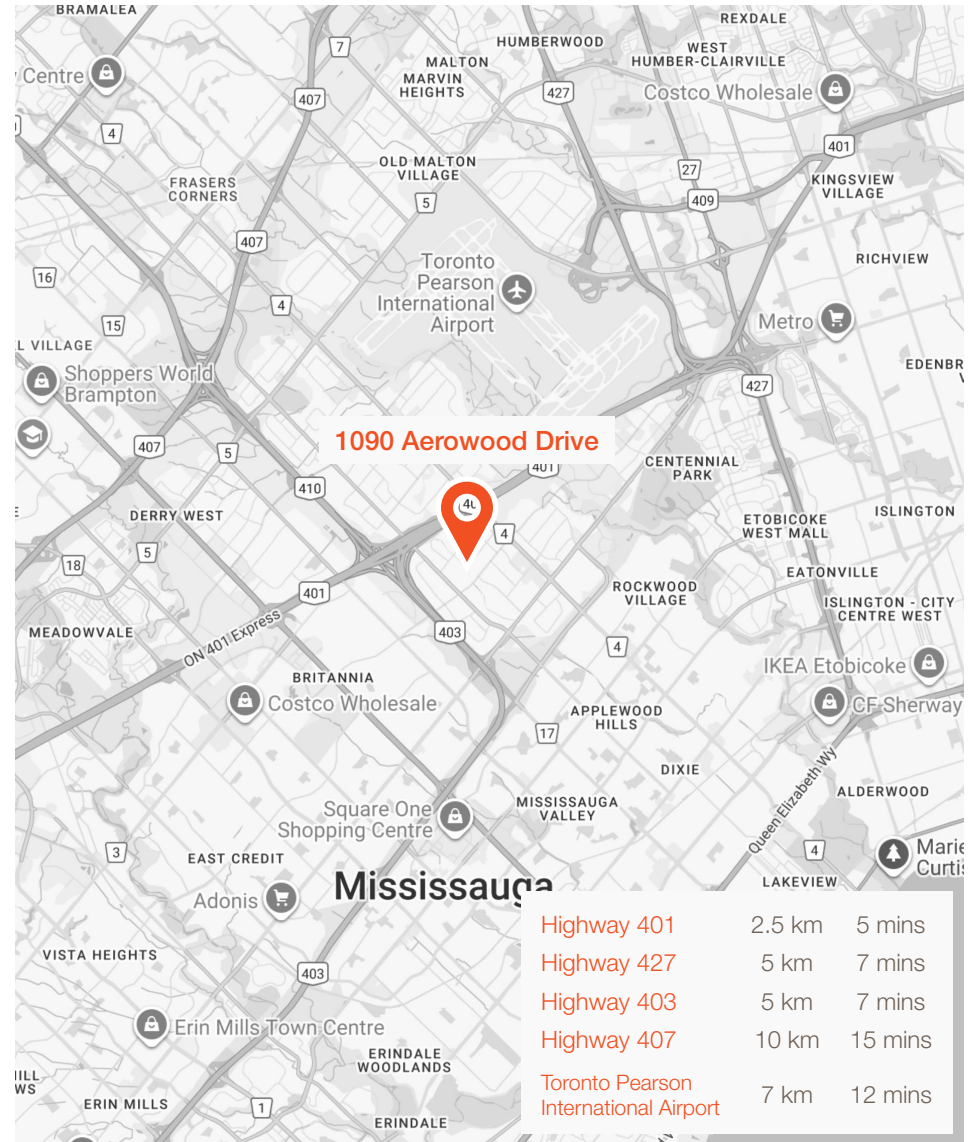 BRAMALEA
REXDALE
7
HUMBERWOOD
MALTON
WEST
HUMBER-CLAIRVILLE
Centre
MARVIN
HEIGHTS
407
427
Costco Wholesale
4
401
OLD MALTON
VILLAGE
27
FRASERS
CORNERS
KINGSVIEW
VILLAGE
5
409
407
Toronto
Pearson
International
Airport
RICHVIEW
16
4
15
Metro
L VILLAGE
Shoppers World
Brampton
EDENBR
427
1090 Aerowood Drive
407
5
401
CENTENNIAL
PARK
410
DERRY WEST
4
ETOBICOKE
WEST MALL
ISLINGTON
5
18
EATONVILLE
401
ROCKWOOD
VILLAGE
ISLINGTON - CITY
CENTRE WEST
ON 401 Express
MEADOWVALE
403
4
IKEA Etobicoke
BRITANNIA
Costco Wholesale
CF Sherway
APPLEWOOD
HILLS
17
DIXIE
Queen Elizabeth Wy
ALDERWOOD
Square One
Shopping Centre
MISSISSAUGA
VALLEY
3
4
Marie
Curtis
EAST CREDIT
LAKEVIEW
Adonis
Mississauga
Highway 401 2.5 km 5 mins
Highway 427 5 km 7 mins
Highway 403 5 km 7 mins
Highway 407 10 km 15 mins
Toronto Pearson
International Airport 7 km 12 mins
VISTA HEIGHTS
403
Erin Mills Town Centre
ERINDALE
WOODLANDS
ERIN MILLS
1
ERINDALE